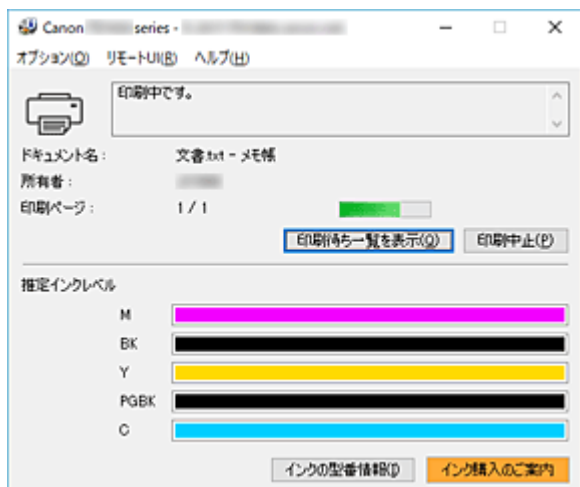 Canon series -
オプション(O) リモートUI(R) ヘルプ(H)
印刷中です。
ドキュメント名: 文書.txt - メモ帳
所有者:
印刷ページ: 1 / 1
印刷待ち一覧を表示(Q) 印刷中止(P)
推定インクレベル
M
BK
Y
PGBK
C
インクの型番情報(I) インク購入のご案内